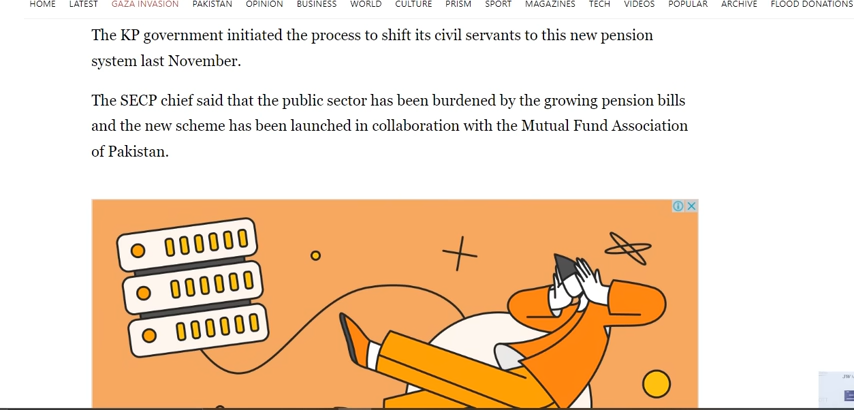 HOME LATEST GAZA INVASION PAKISTAN OPINION BUSINESS WORLD CULTURE PRISM SPORT MAGAZINES TECH VIDEOS POPULAR ARCHIVE FLOOD DONATIONS
The KP government initiated the process to shift its civil servants to this new pension
system last November.
The SECP chief said that the public sector has been burdened by the growing pension bills
and the new scheme has been launched in collaboration with the Mutual Fund Association
of Pakistan.